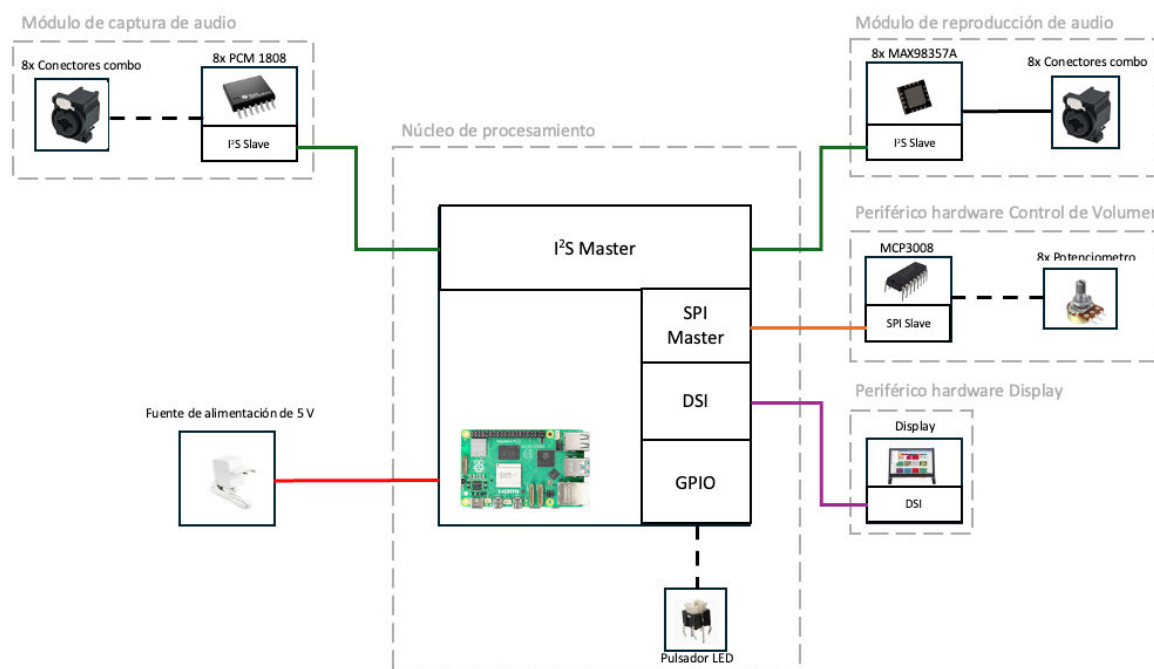 Módulo de captura de audio
8x Conectores combo
8x PCM 1808
I²S Slave
Núcleo de procesamiento
I²S Master
SPI
Master
DSI
GPIO
Pulsador LED
Fuente de alimentación de 5 V
Módulo de reproducción de audio
8x MAX98357A
8x Conectores combo
I²S Slave
Periférico hardware Control de Volumen
MCP3008
8x Potenciometro
SPI Slave
Periférico hardware Display
Display
DSI